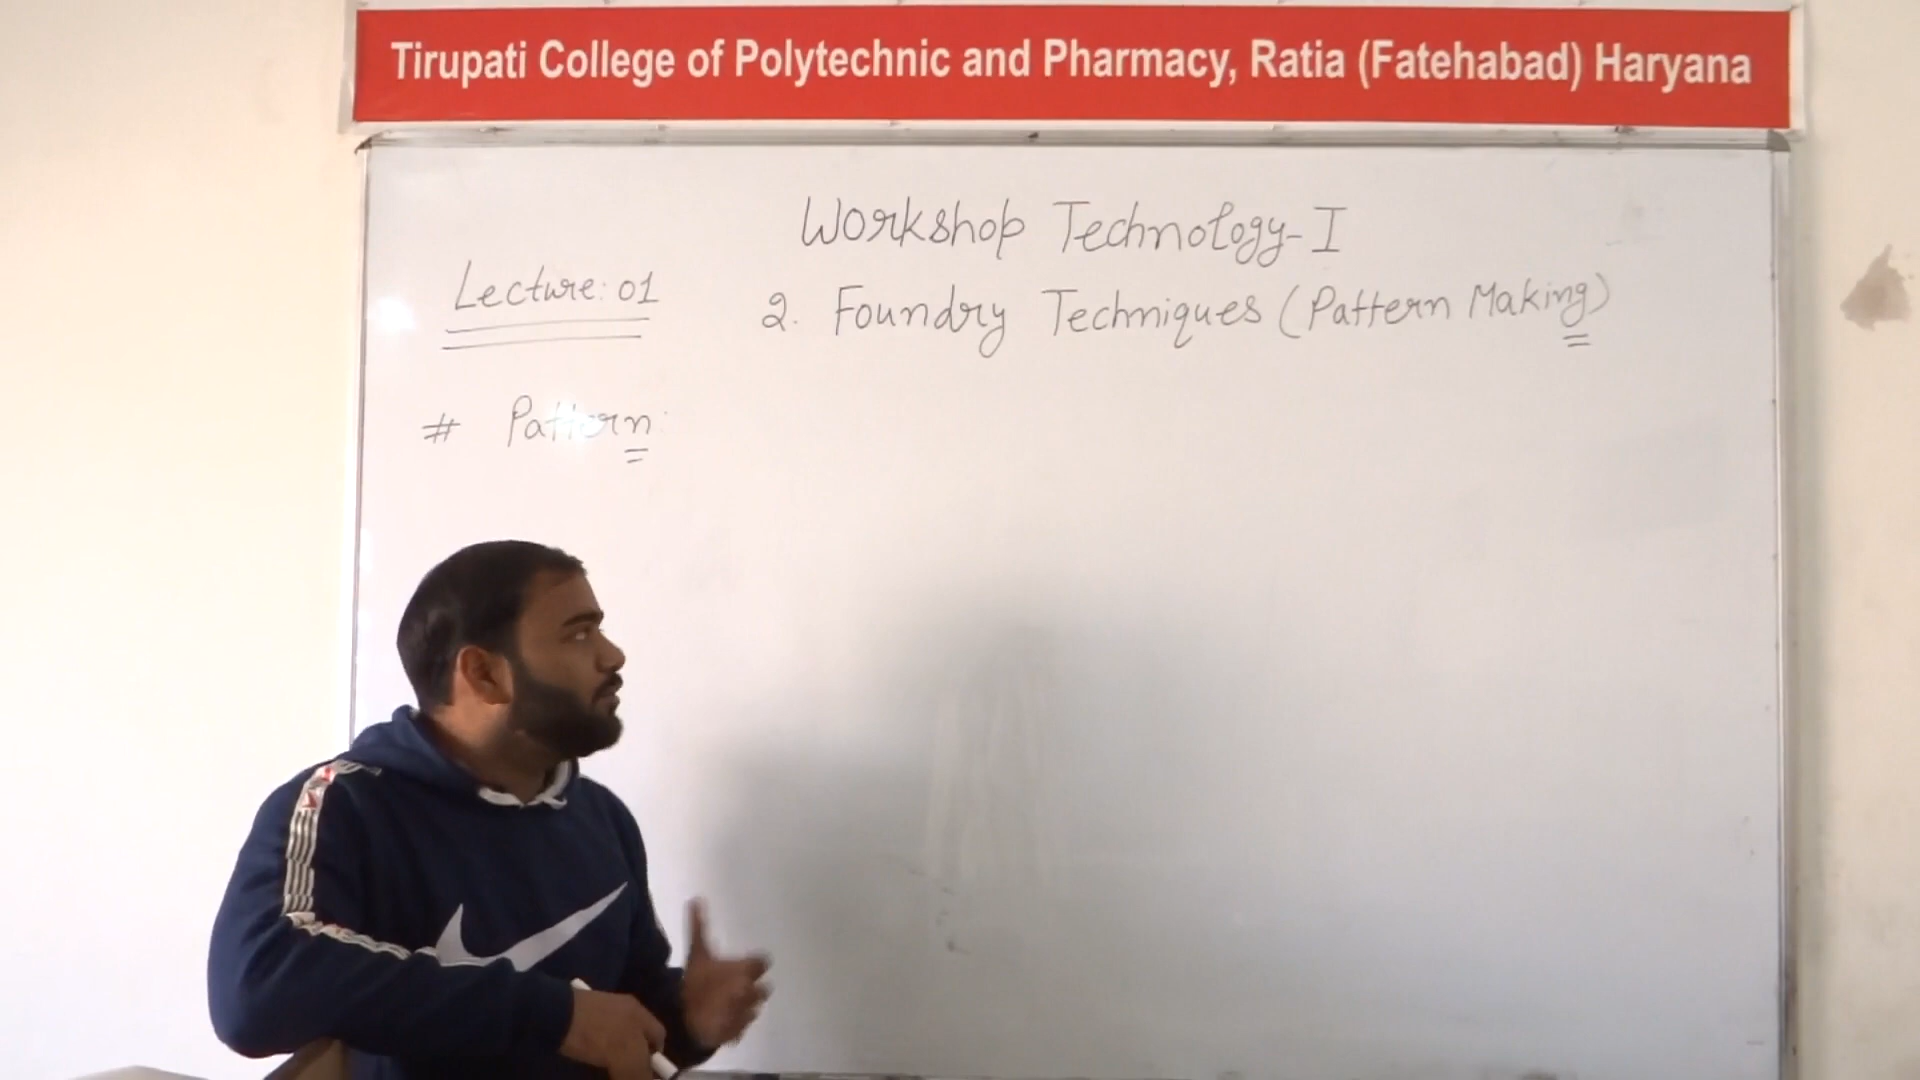 Tirupati College of Polytechnic and Pharmacy, Ratia (Fatehabad) Haryana
Workshop Technology-I
Lecture: 01
2. Foundry Techniques (Pattern Making)
# Pattern: